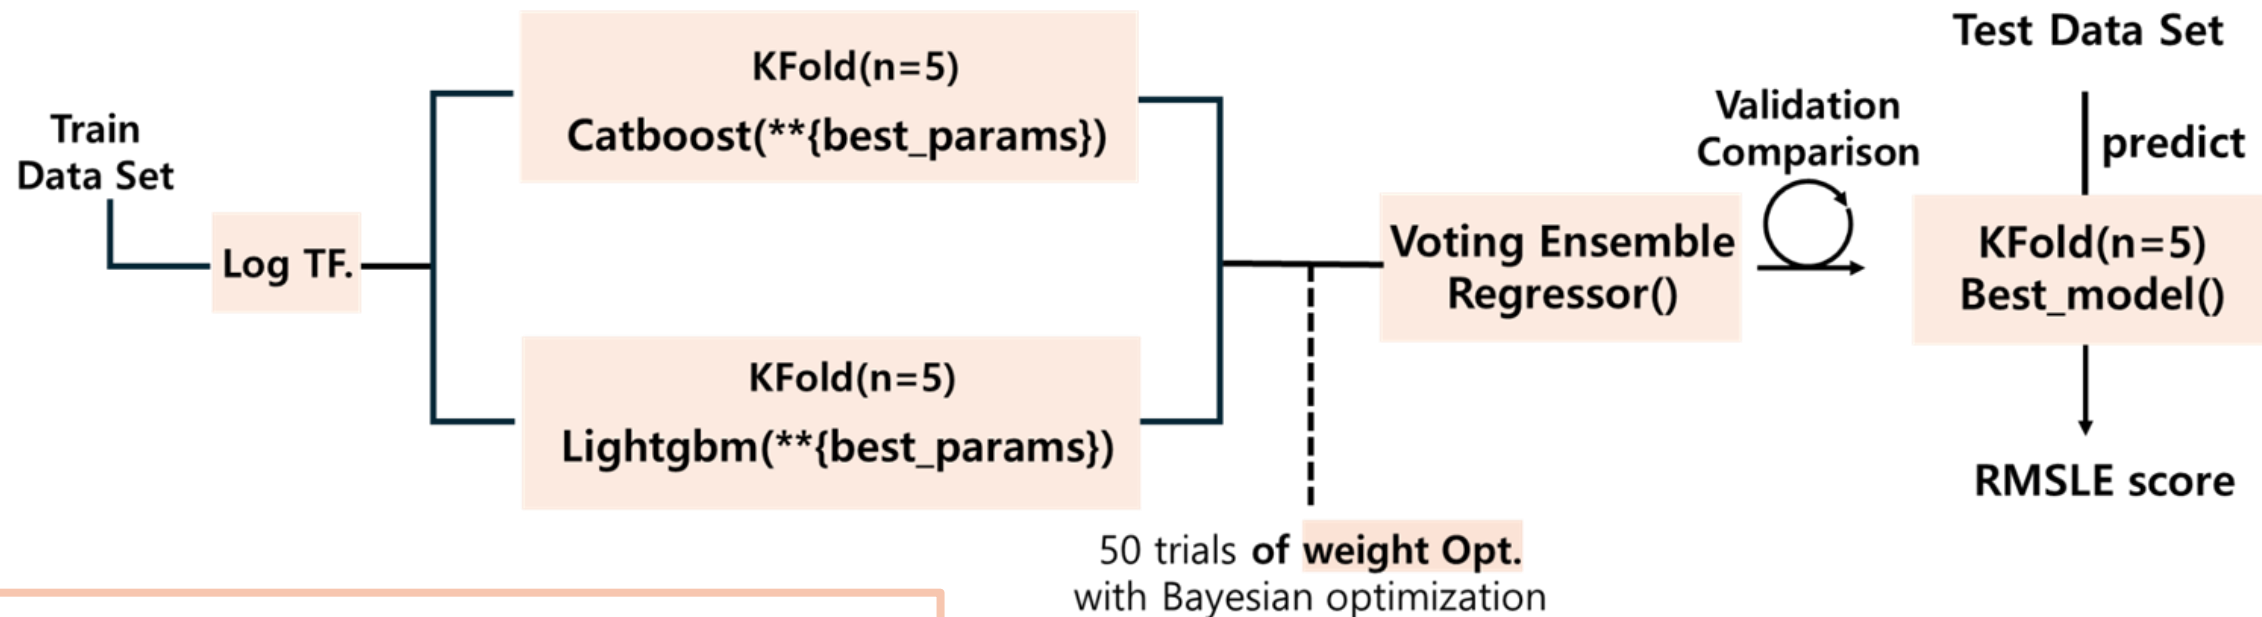 Train
Data Set
Log TF.
KFold(n=5)
Catboost(**{best_params})
KFold(n=5)
Lightgbm(**{best_params})
50 trials of weight Opt.
with Bayesian optimization
Voting Ensemble
Regressor()
Validation
Comparison
Test Data Set
predict
KFold(n=5)
Best_model()
RMSLE score